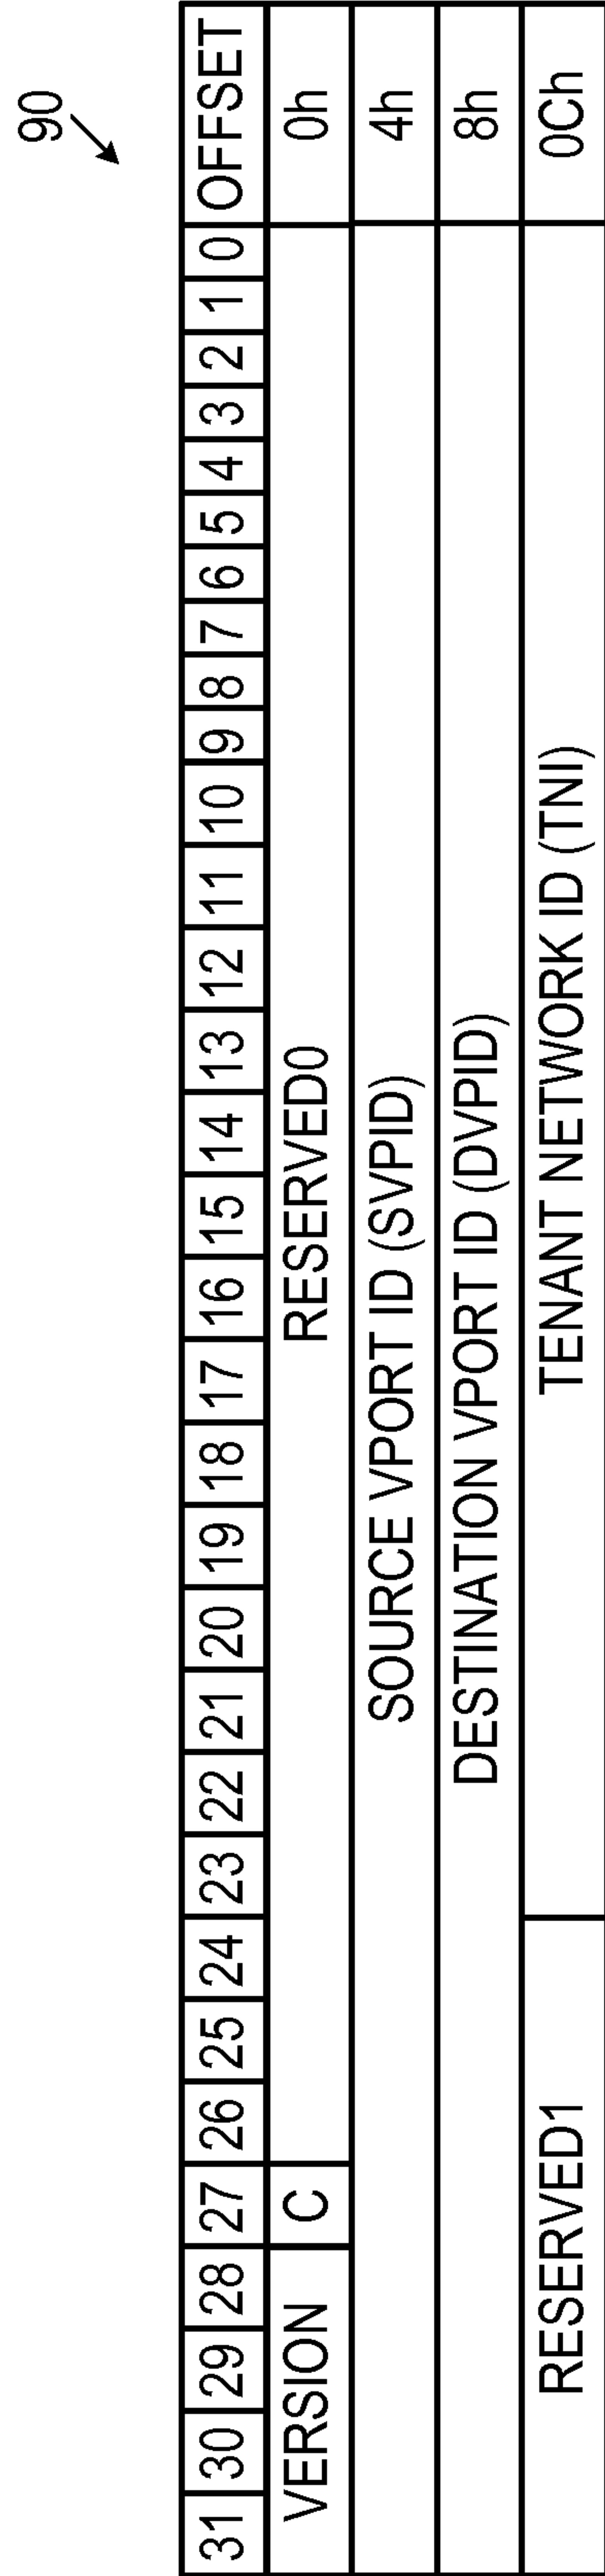 90
31 30 29 28 27 26 25 24 23 22 21 20 19 18 17 16 15 14 13 12 11 10 9 8 7 6 5 4 3 2 1 0 OFFSET
VERSION C RESERVED0 0h
SOURCE VPORT ID (SVPID) 4h
DESTINATION VPORT ID (DVPID) 8h
RESERVED1 TENANT NETWORK ID (TNI) 0Ch